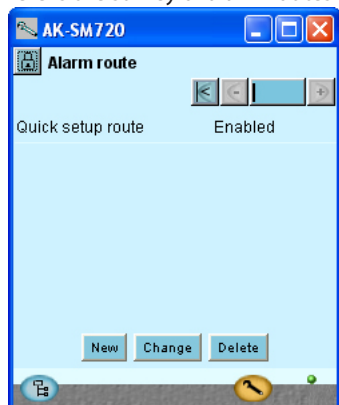 AK-SM720
Alarm route
Quick setup route Enabled
New Change Delete